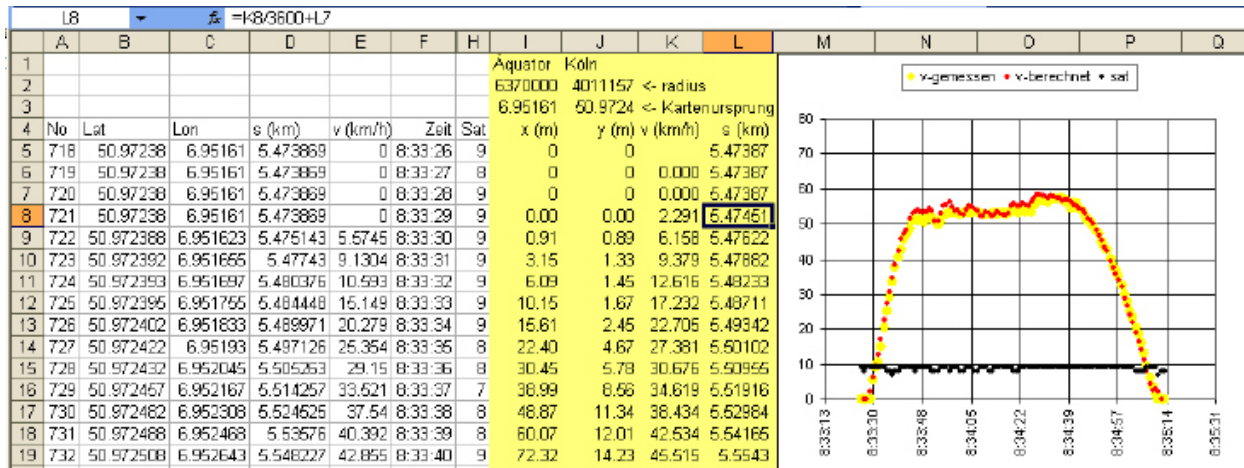 L8 fx =K8/3600+L7
A B C D E F H I J K L M N O P Q
1 Äquator Köln
2 6370000 4011157 <- radius
3 6.95161 50.9724 <- Kartenursprung
4 No Lat Lon s (km) v (km/h) Zeit Sat x (m) y (m) v (km/h) s (km)
5 718 50.97238 6.95161 5.473869 0 8:33:26 9 0 0 5.47387
6 719 50.97238 6.95161 5.473869 0 8:33:27 8 0 0 0.000 5.47387
7 720 50.97238 6.95161 5.473869 0 8:33:28 9 0 0 0.000 5.47387
8 721 50.97238 6.95161 5.473869 0 8:33:29 9 0.00 0.00 2.291 5.47451
9 722 50.972388 6.951623 5.475143 5.5745 8:33:30 9 0.91 0.89 6.158 5.47622
10 723 50.972392 6.951655 5.47743 9.1304 8:33:31 9 3.15 1.33 9.379 5.47882
11 724 50.972393 6.951697 5.480376 10.593 8:33:32 9 6.09 1.45 12.616 5.48233
12 725 50.972395 6.951755 5.484448 15.149 8:33:33 9 10.15 1.67 17.232 5.48711
13 726 50.972402 6.951833 5.489971 20.279 8:33:34 9 15.61 2.45 22.705 5.49342
14 727 50.972422 6.95193 5.497126 25.354 8:33:35 8 22.40 4.67 27.381 5.50102
15 728 50.972432 6.952045 5.505263 29.15 8:33:36 8 30.45 5.78 30.676 5.50955
16 729 50.972457 6.952167 5.514257 33.521 8:33:37 7 38.99 8.56 34.619 5.51916
17 730 50.972482 6.952308 5.524525 37.54 8:33:38 8 48.87 11.34 38.434 5.52984
18 731 50.972488 6.952468 5.53576 40.392 8:33:39 8 60.07 12.01 42.534 5.54165
19 732 50.972508 6.952643 5.548227 42.855 8:33:40 9 72.32 14.23 45.515 5.5543
v-gemessen v-berechnet sat
80
70
60
50
40
30
20
10
0
8:33:13 8:33:30 8:33:48 8:34:05 8:34:22 8:34:39 8:34:57 8:35:14 8:35:31